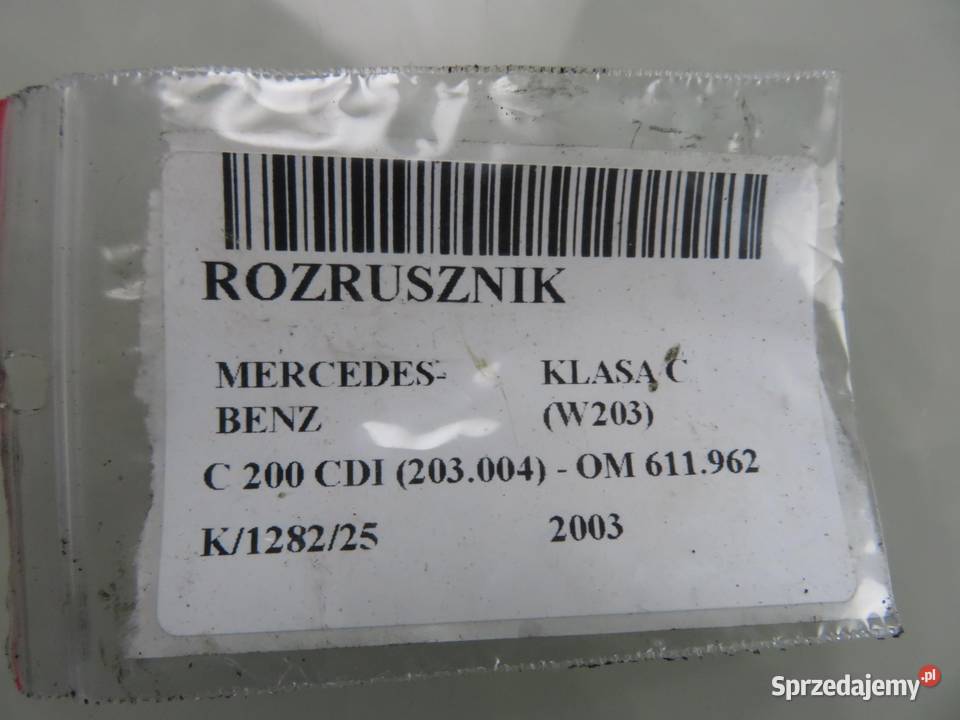 ROZRUSZNIK
MERCEDES- KLASA C
BENZ (W203)
C 200 CDI (203.004) - OM 611.962
K/1282/25 2003
Sprzedajemy.pl